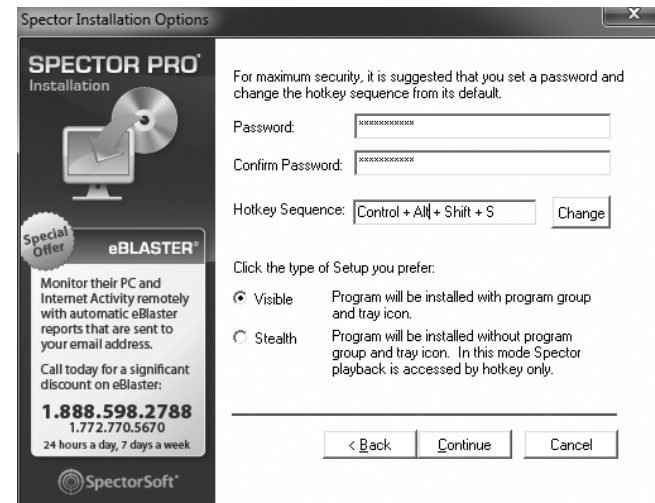 Spector Installation Options
X
SPECTOR PRO®
Installation
Special
Offer
eBLASTER®
Monitor their PC and
Internet Activity remotely
with automatic eBlaster
reports that are sent to
your email address.
Call today for a significant
discount on eBlaster:
1.888.598.2788
1.772.770.5670
24 hours a day, 7 days a week
SpectorSoft®
For maximum security, it is suggested that you set a password and
change the hotkey sequence from its default.
Password: ×××××××××××
Confirm Password: ×××××××××××
Hotkey Sequence: Control + Alt + Shift + S Change
Click the type of Setup you prefer:
Visible Program will be installed with program group
and tray icon.
Stealth Program will be installed without program
group and tray icon. In this mode Spector
playback is accessed by hotkey only.
< Back Continue Cancel